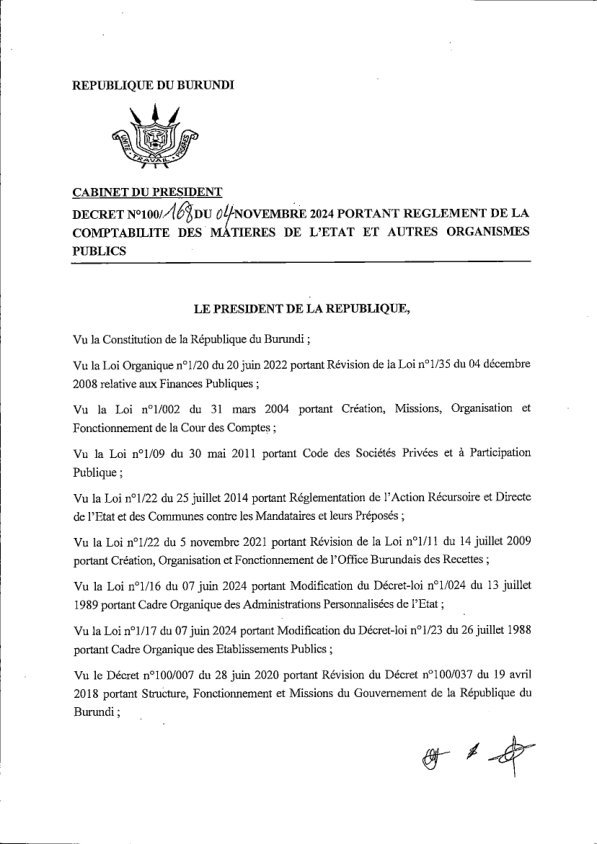 REPUBLIQUE DU BURUNDI
UNITE TRAVAIL PROGRES
CABINET DU PRESIDENT
DECRET N°100/168 DU 04 NOVEMBRE 2024 PORTANT REGLEMENT DE LA
COMPTABILITE DES MATIERES DE L'ETAT ET AUTRES ORGANISMES
PUBLICS
LE PRESIDENT DE LA REPUBLIQUE,
Vu la Constitution de la République du Burundi ;
Vu la Loi Organique n°1/20 du 20 juin 2022 portant Révision de la Loi n°1/35 du 04 décembre
2008 relative aux Finances Publiques ;
Vu la Loi n°1/002 du 31 mars 2004 portant Création, Missions, Organisation et
Fonctionnement de la Cour des Comptes ;
Vu la Loi n°1/09 du 30 mai 2011 portant Code des Sociétés Privées et à Participation
Publique ;
Vu la Loi n°1/22 du 25 juillet 2014 portant Réglementation de l'Action Récursoire et Directe
de l'Etat et des Communes contre les Mandataires et leurs Préposés ;
Vu la Loi n°1/22 du 5 novembre 2021 portant Révision de la Loi n°1/11 du 14 juillet 2009
portant Création, Organisation et Fonctionnement de l'Office Burundais des Recettes ;
Vu la Loi n°1/16 du 07 juin 2024 portant Modification du Décret-loi n°1/024 du 13 juillet
1989 portant Cadre Organique des Administrations Personnalisées de l'Etat ;
Vu la Loi n°1/17 du 07 juin 2024 portant Modification du Décret-loi n°1/23 du 26 juillet 1988
portant Cadre Organique des Etablissements Publics ;
Vu le Décret n°100/007 du 28 juin 2020 portant Révision du Décret n°100/037 du 19 avril
2018 portant Structure, Fonctionnement et Missions du Gouvernement de la République du
Burundi ;